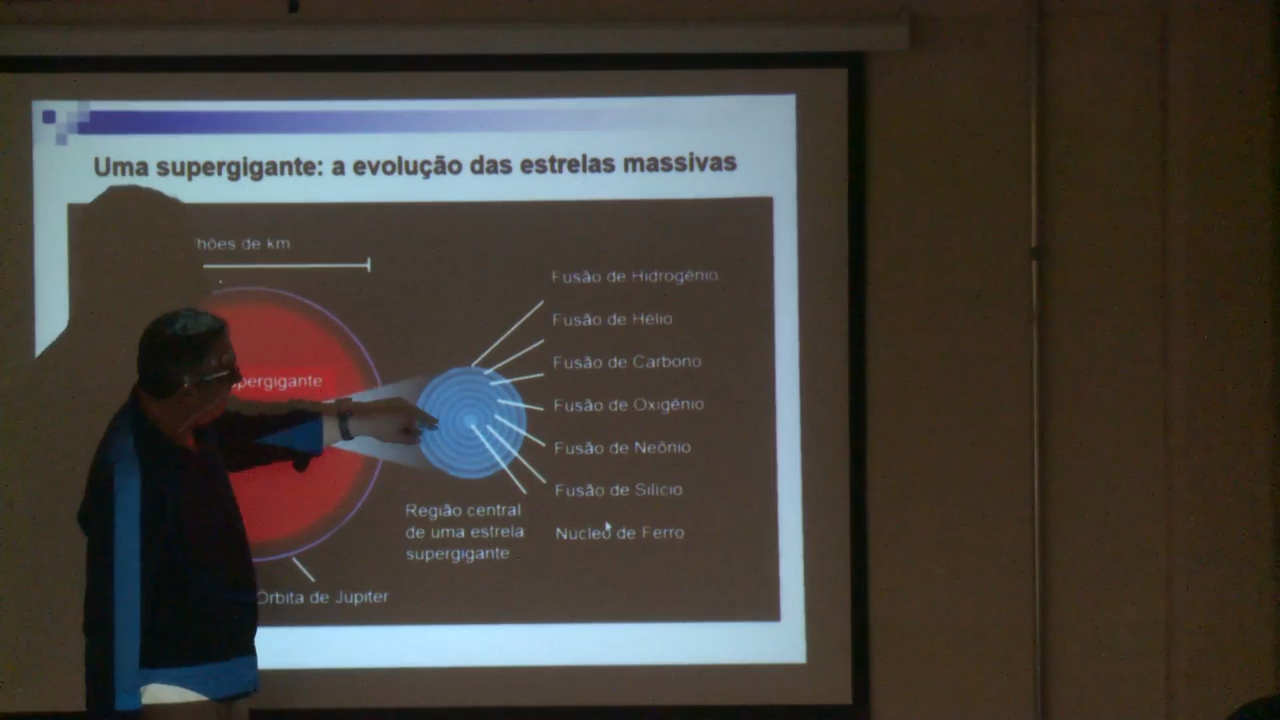 Uma supergigante: a evolução das estrelas massivas
hões de km
Fusão de Hidrogênio
Fusão de Hélio
Fusão de Carbono
pergigante
Fusão de Oxigênio
Fusão de Neônio
Fusão de Silício
Região central
de uma estrela
supergigante
Nucleo de Ferro
Orbita de Jupiter